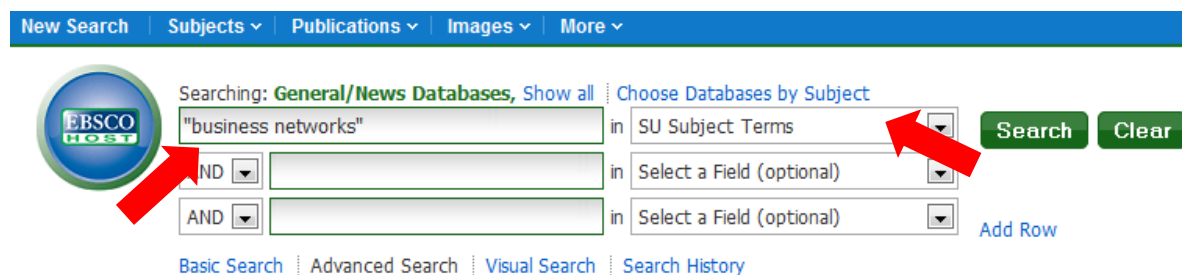 New Search Subjects Publications Images More
Searching: General/News Databases, Show all Choose Databases by Subject
EBSCO HOST
"business networks" in SU Subject Terms Search Clear
AND in Select a Field (optional)
AND in Select a Field (optional) Add Row
Basic Search Advanced Search Visual Search Search History